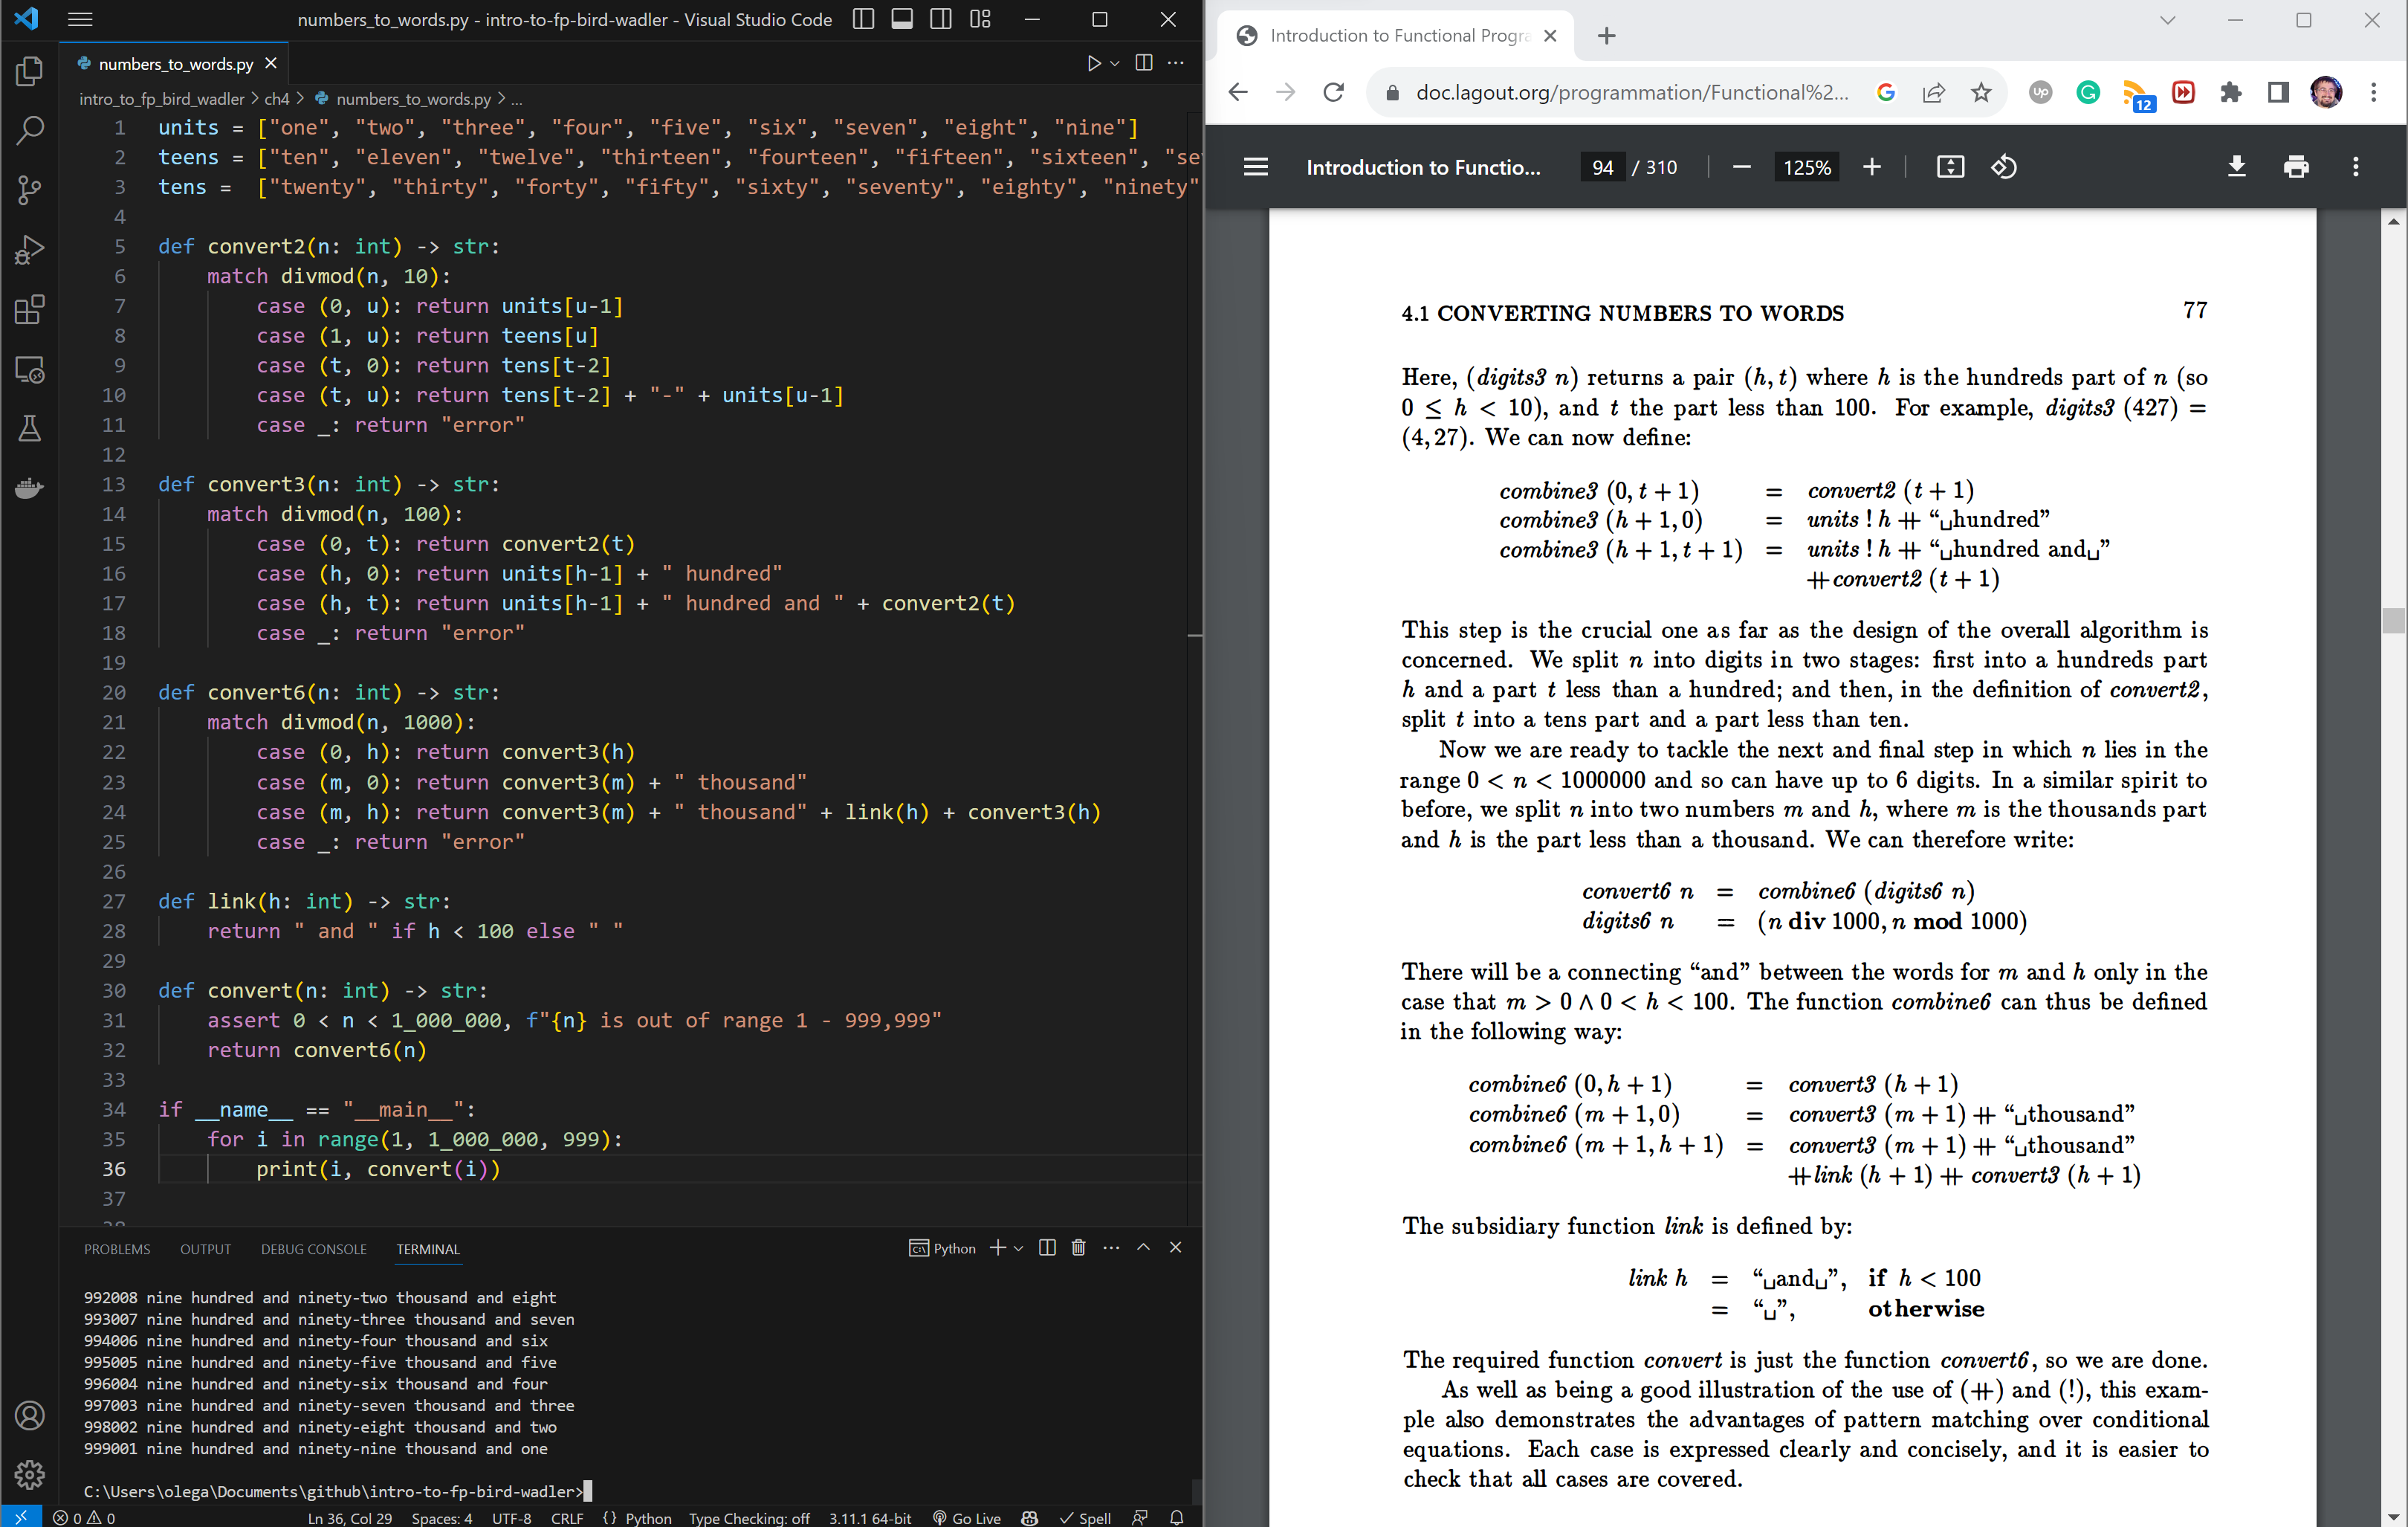 numbers_to_words.py - intro-to-fp-bird-wadler - Visual Studio Code
numbers_to_words.py
intro_to_fp_bird_wadler > ch4 > numbers_to_words.py > ...
1 units = ["one", "two", "three", "four", "five", "six", "seven", "eight", "nine"]
2 teens = ["ten", "eleven", "twelve", "thirteen", "fourteen", "fifteen", "sixteen", "se
3 tens =  ["twenty", "thirty", "forty", "fifty", "sixty", "seventy", "eighty", "ninety"
4
5 def convert2(n: int) -> str:
6     match divmod(n, 10):
7         case (0, u): return units[u-1]
8         case (1, u): return teens[u]
9         case (t, 0): return tens[t-2]
10         case (t, u): return tens[t-2] + "-" + units[u-1]
11         case _: return "error"
12
13 def convert3(n: int) -> str:
14     match divmod(n, 100):
15         case (0, t): return convert2(t)
16         case (h, 0): return units[h-1] + " hundred"
17         case (h, t): return units[h-1] + " hundred and " + convert2(t)
18         case _: return "error"
19
20 def convert6(n: int) -> str:
21     match divmod(n, 1000):
22         case (0, h): return convert3(h)
23         case (m, 0): return convert3(m) + " thousand"
24         case (m, h): return convert3(m) + " thousand" + link(h) + convert3(h)
25         case _: return "error"
26
27 def link(h: int) -> str:
28     return " and " if h < 100 else " "
29
30 def convert(n: int) -> str:
31     assert 0 < n < 1_000_000, f"{n} is out of range 1 - 999,999"
32     return convert6(n)
33
34 if __name__ == "__main__":
35     for i in range(1, 1_000_000, 999):
36         print(i, convert(i))
37
PROBLEMS OUTPUT DEBUG CONSOLE TERMINAL Python
992008 nine hundred and ninety-two thousand and eight
993007 nine hundred and ninety-three thousand and seven
994006 nine hundred and ninety-four thousand and six
995005 nine hundred and ninety-five thousand and five
996004 nine hundred and ninety-six thousand and four
997003 nine hundred and ninety-seven thousand and three
998002 nine hundred and ninety-eight thousand and two
999001 nine hundred and ninety-nine thousand and one
C:\Users\olega\Documents\github\intro-to-fp-bird-wadler>
0 0 Ln 36, Col 29 Spaces: 4 UTF-8 CRLF {} Python Type Checking: off 3.11.1 64-bit Go Live Spell
Introduction to Functional Progra
doc.lagout.org/programmation/Functional%2... 12
Introduction to Functio... 94 / 310 125%
4.1 CONVERTING NUMBERS TO WORDS 77
Here, (digits3 n) returns a pair (h, t) where h is the hundreds part of n (so
0 ≤ h < 10), and t the part less than 100. For example, digits3 (427) =
(4, 27). We can now define:
combine3 (0, t + 1) = convert2 (t + 1)
combine3 (h + 1, 0) = units ! h ⧺ “␣hundred”
combine3 (h + 1, t + 1) = units ! h ⧺ “␣hundred and␣”
⧺ convert2 (t + 1)
This step is the crucial one as far as the design of the overall algorithm is
concerned. We split n into digits in two stages: first into a hundreds part
h and a part t less than a hundred; and then, in the definition of convert2,
split t into a tens part and a part less than ten.
Now we are ready to tackle the next and final step in which n lies in the
range 0 < n < 1000000 and so can have up to 6 digits. In a similar spirit to
before, we split n into two numbers m and h, where m is the thousands part
and h is the part less than a thousand. We can therefore write:
convert6 n = combine6 (digits6 n)
digits6 n = (n div 1000, n mod 1000)
There will be a connecting “and” between the words for m and h only in the
case that m > 0 ∧ 0 < h < 100. The function combine6 can thus be defined
in the following way:
combine6 (0, h + 1) = convert3 (h + 1)
combine6 (m + 1, 0) = convert3 (m + 1) ⧺ “␣thousand”
combine6 (m + 1, h + 1) = convert3 (m + 1) ⧺ “␣thousand”
⧺ link (h + 1) ⧺ convert3 (h + 1)
The subsidiary function link is defined by:
link h = “␣and␣”, if h < 100
= “␣”, otherwise
The required function convert is just the function convert6, so we are done.
As well as being a good illustration of the use of (⧺) and (!), this exam-
ple also demonstrates the advantages of pattern matching over conditional
equations. Each case is expressed clearly and concisely, and it is easier to
check that all cases are covered.